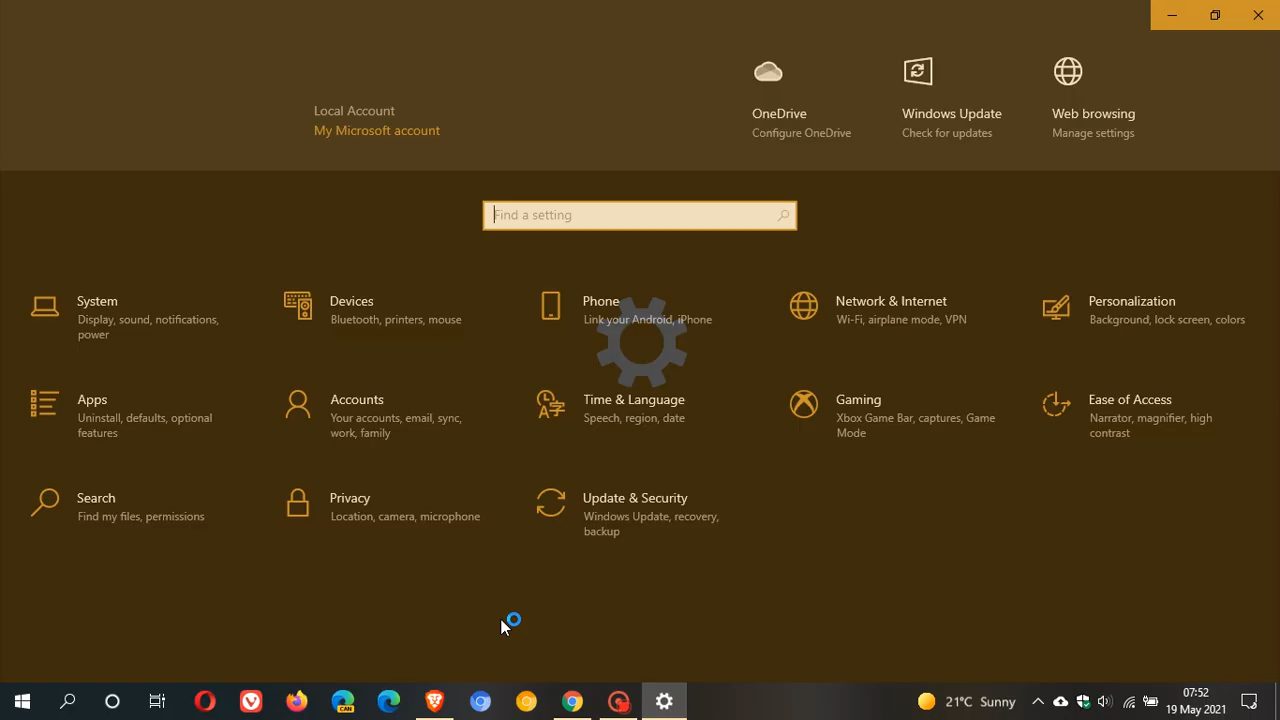 Local Account
My Microsoft account
OneDrive
Configure OneDrive
Windows Update
Check for updates
Web browsing
Manage settings
Find a setting
System
Display, sound, notifications,
power
Devices
Bluetooth, printers, mouse
Phone
Link your Android, iPhone
Network & Internet
Wi-Fi, airplane mode, VPN
Personalization
Background, lock screen, colors
Apps
Uninstall, defaults, optional
features
Accounts
Your accounts, email, sync,
work, family
Time & Language
Speech, region, date
Gaming
Xbox Game Bar, captures, Game
Mode
Ease of Access
Narrator, magnifier, high
contrast
Search
Find my files, permissions
Privacy
Location, camera, microphone
Update & Security
Windows Update, recovery,
backup
CAN
21°C Sunny
07:52
19 May 2021